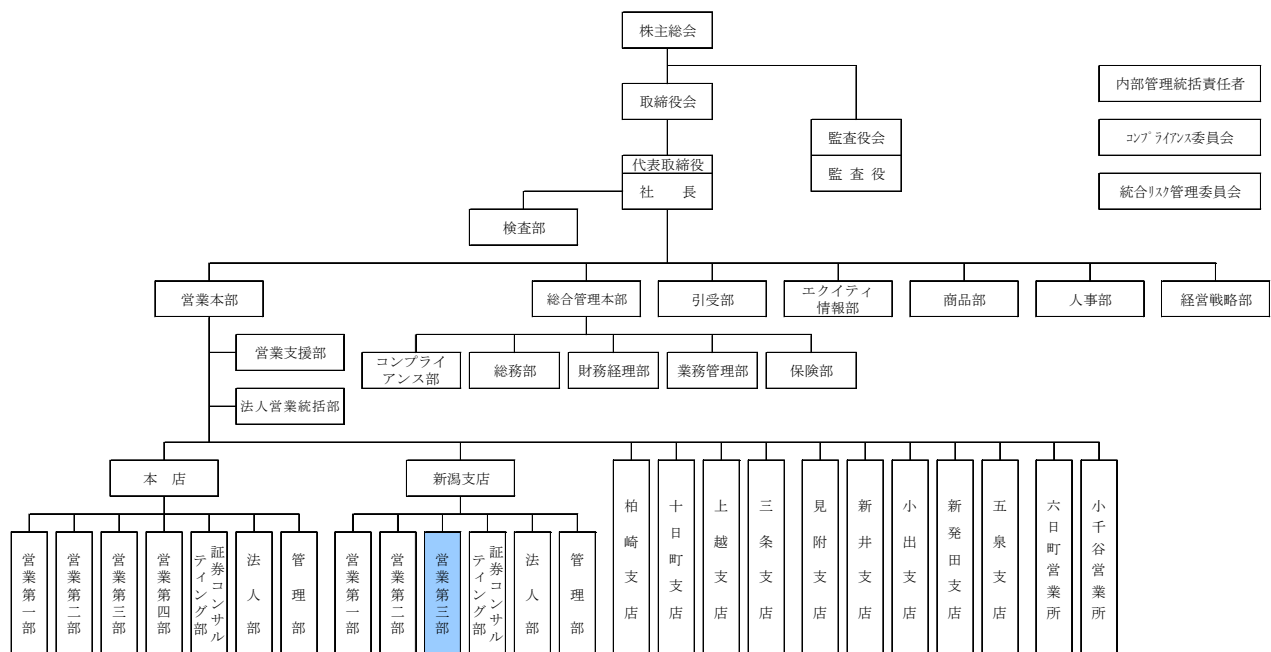 株主総会
内部管理統括責任者
取締役会
監査役会
監 査 役
ｺﾝﾌﾟﾗｲｱﾝｽ委員会
代表取締役
社　　長
統合ﾘｽｸ管理委員会
検査部
営業本部
総合管理本部
引受部
エクイティ
情報部
商品部
人事部
経営戦略部
営業支援部
コンプライ
アンス部
総務部
財務経理部
業務管理部
保険部
法人営業統括部
本　店
新潟支店
柏崎支店
十日町支店
上越支店
三条支店
見附支店
新井支店
小出支店
新発田支店
五泉支店
六日町営業所
小千谷営業所
営業第一部
営業第二部
営業第三部
営業第四部
証券コンサル
ティング部
法人部
管理部
営業第一部
営業第二部
営業第三部
証券コンサル
ティング部
法人部
管理部